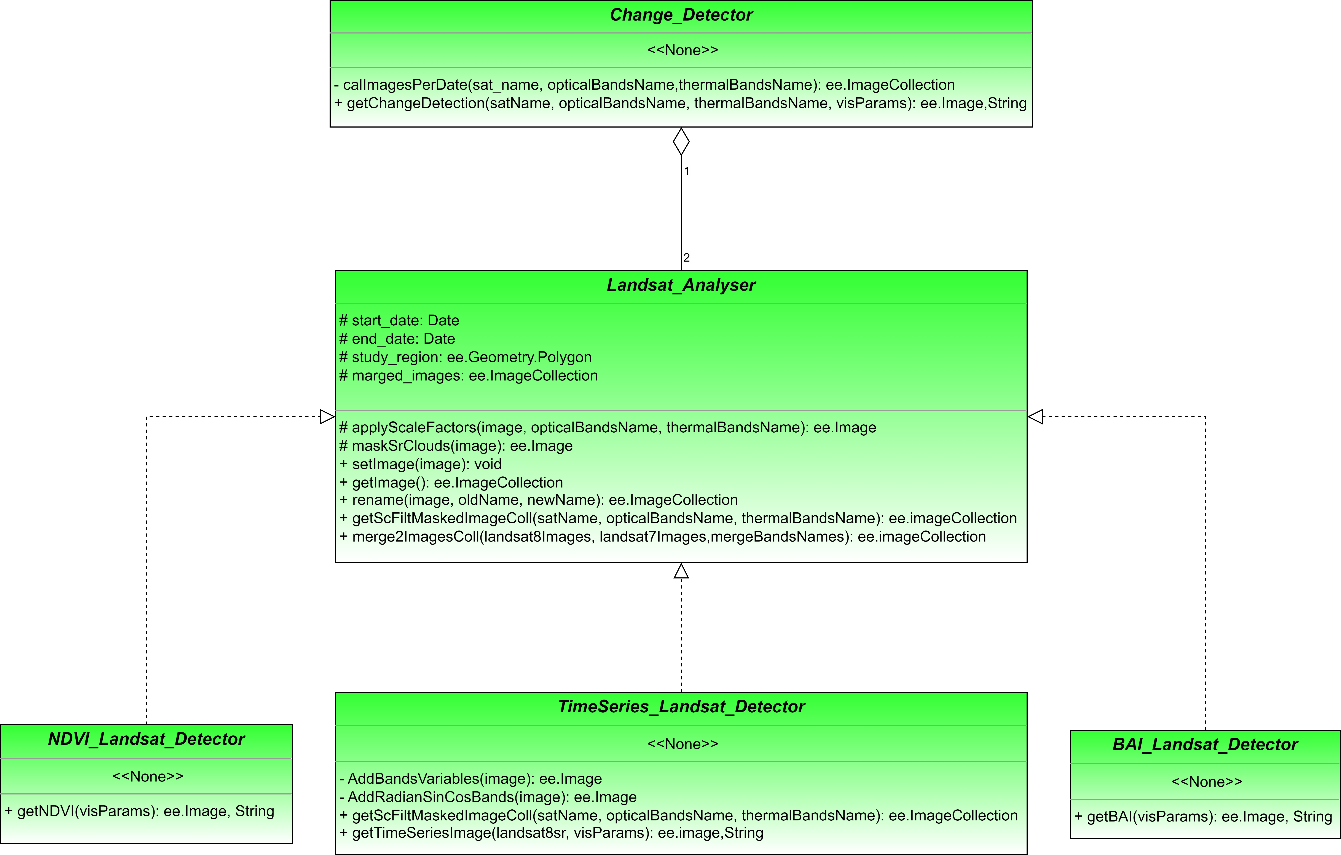 Change_Detector
<<None>>
- calImagesPerDate(sat_name, opticalBandsName,thermalBandsName): ee.ImageCollection
+ getChangeDetection(satName, opticalBandsName, thermalBandsName, visParams): ee.Image,String
1
2
Landsat_Analyser
# start_date: Date
# end_date: Date
# study_region: ee.Geometry.Polygon
# marged_images: ee.ImageCollection
# applyScaleFactors(image, opticalBandsName, thermalBandsName): ee.Image
# maskSrClouds(image): ee.Image
+ setImage(image): void
+ getImage(): ee.ImageCollection
+ rename(image, oldName, newName): ee.ImageCollection
+ getScFiltMaskedImageColl(satName, opticalBandsName, thermalBandsName): ee.imageCollection
+ merge2ImagesColl(landsat8Images, landsat7Images,mergeBandsNames): ee.imageCollection
NDVI_Landsat_Detector
<<None>>
+ getNDVI(visParams): ee.Image, String
TimeSeries_Landsat_Detector
<<None>>
- AddBandsVariables(image): ee.Image
- AddRadianSinCosBands(image): ee.Image
+ getScFiltMaskedImageColl(satName, opticalBandsName, thermalBandsName): ee.ImageCollection
+ getTimeSeriesImage(landsat8sr, visParams): ee.image,String
BAI_Landsat_Detector
<<None>>
+ getBAI(visParams): ee.Image, String